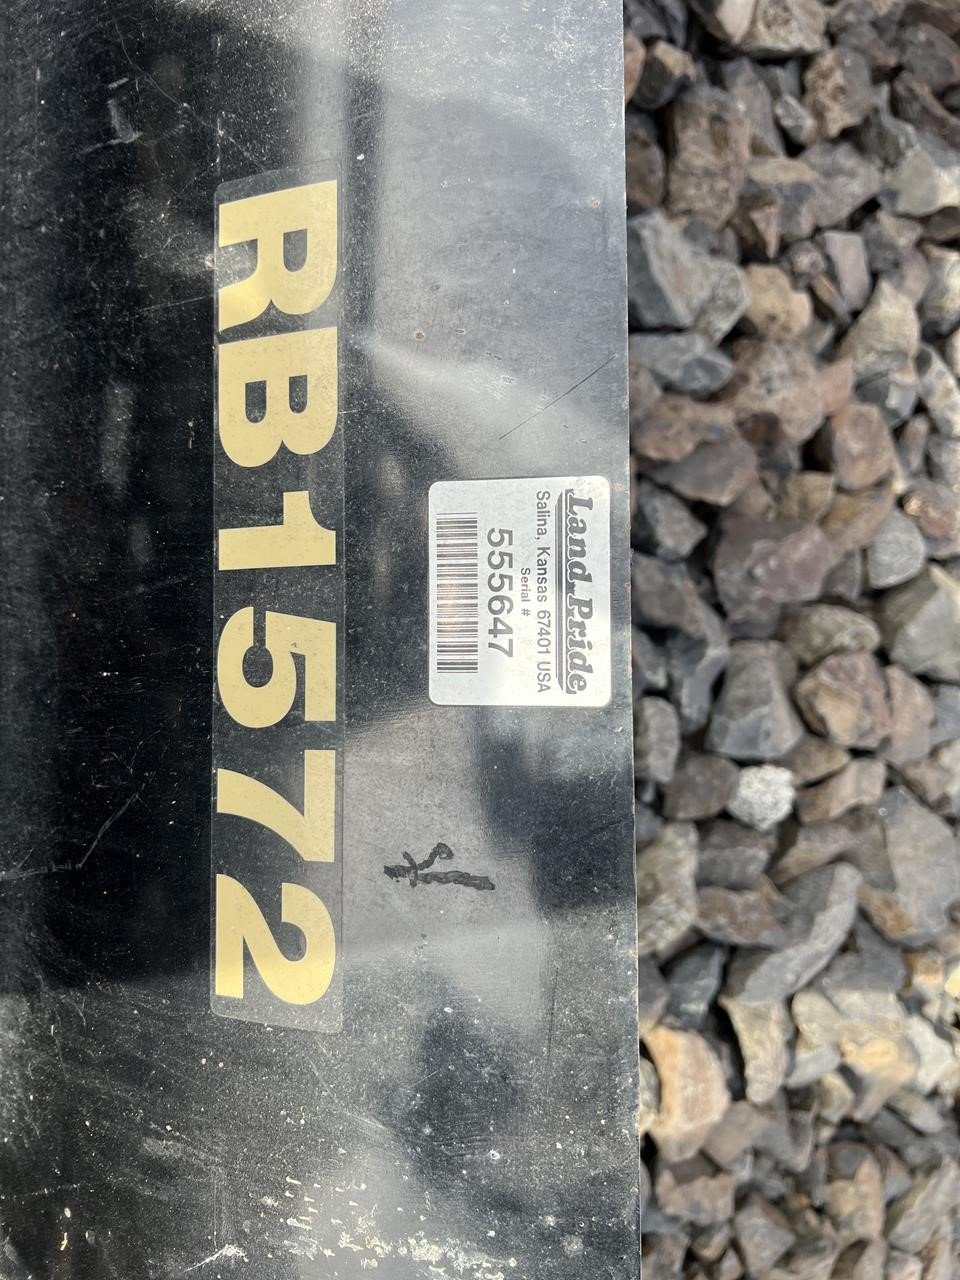 RB1572
Land Pride
Salina, Kansas 67401 USA
Serial #
555647